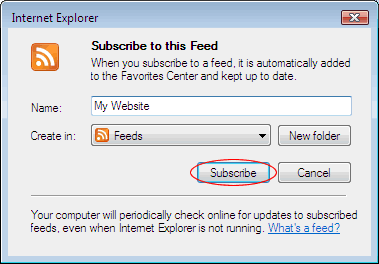 Internet Explorer
Subscribe to this Feed
When you subscribe to a feed, it is automatically added
to the Favorites Center and kept up to date.
Name: My Website
Create in: Feeds New folder
Subscribe Cancel
Your computer will periodically check online for updates to subscribed
feeds, even when Internet Explorer is not running. What's a feed?